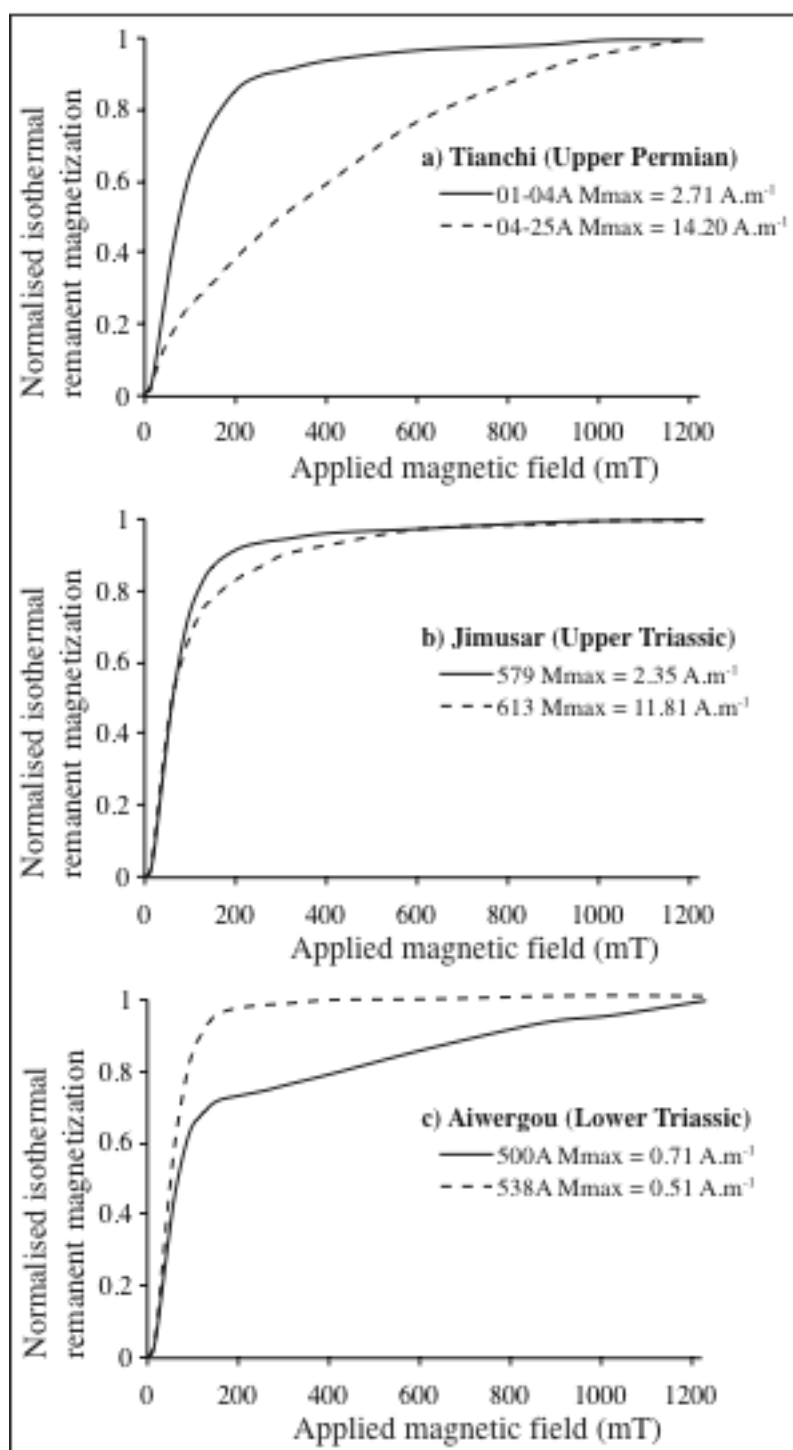 Normalised isothermal
remanent magnetization
1
0.8
0.6
0.4
0.2
0
a) Tianchi (Upper Permian)
01-04A Mmax = 2.71 A.m⁻¹
04-25A Mmax = 14.20 A.m⁻¹
0 200 400 600 800 1000 1200
Applied magnetic field (mT)
Normalised isothermal
remanent magnetization
1
0.8
0.6
0.4
0.2
0
b) Jimusar (Upper Triassic)
579 Mmax = 2.35 A.m⁻¹
613 Mmax = 11.81 A.m⁻¹
0 200 400 600 800 1000 1200
Applied magnetic field (mT)
Normalised isothermal
remanent magnetization
1
0.8
0.6
0.4
0.2
0
c) Aiwergou (Lower Triassic)
500A Mmax = 0.71 A.m⁻¹
538A Mmax = 0.51 A.m⁻¹
0 200 400 600 800 1000 1200
Applied magnetic field (mT)